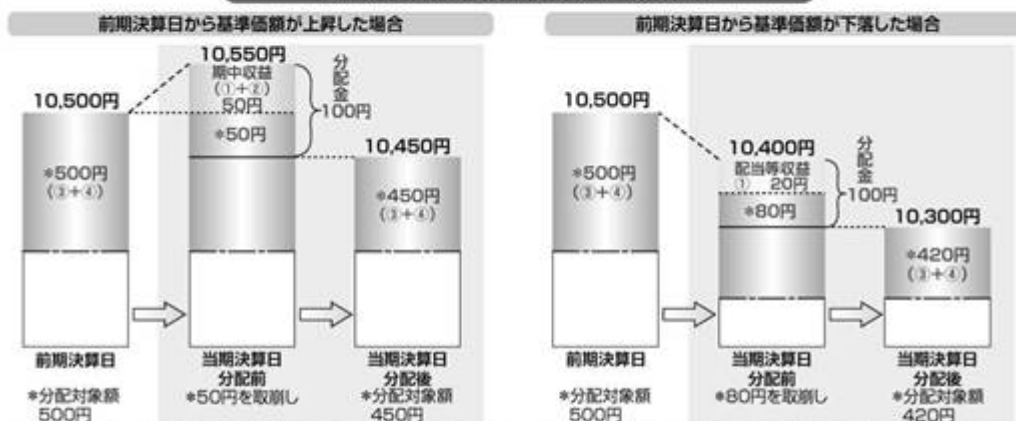 前期決算日から基準価額が上昇した場合
10,550円
期中収益
(①+②)
50円
*50円
分配金
100円
10,500円
*500円
(③+④)
10,450円
*450円
(③+④)
前期決算日
当期決算日
分配前
当期決算日
分配後
*分配対象額
500円
*50円を取崩し
*分配対象額
450円
前期決算日から基準価額が下落した場合
10,500円
*500円
(③+④)
10,400円
配当等収益
① 20円
*80円
分配金
100円
10,300円
*420円
(③+④)
前期決算日
当期決算日
分配前
当期決算日
分配後
*分配対象額
500円
*80円を取崩し
*分配対象額
420円